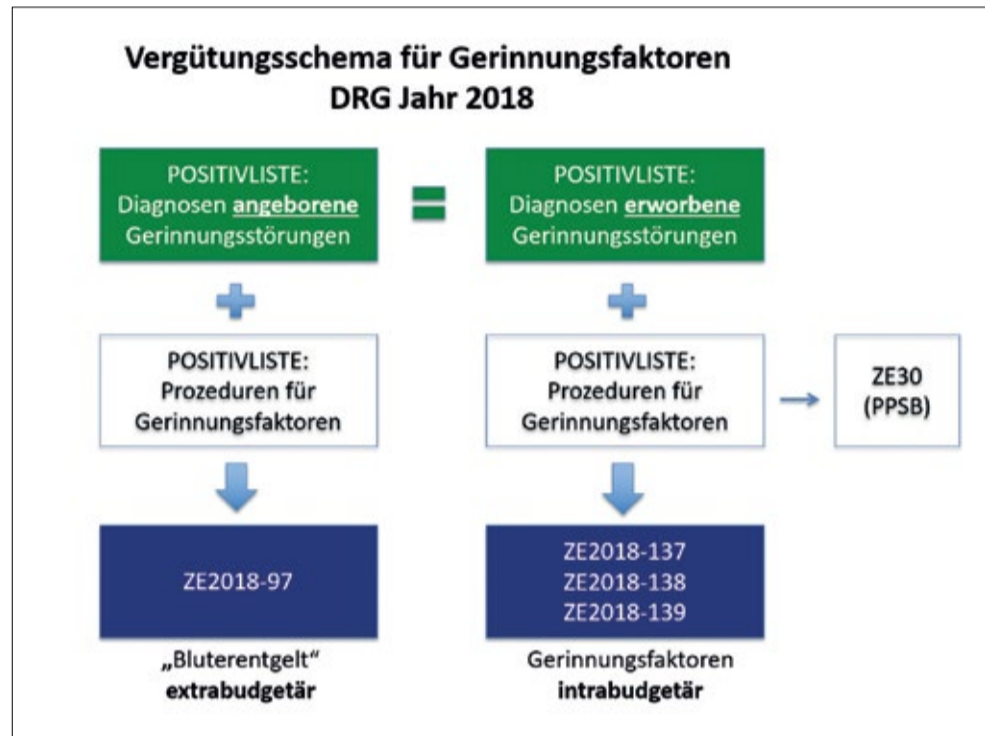 Vergütungsschema für Gerinnungsfaktoren
DRG Jahr 2018
POSITIVLISTE:
Diagnosen angeborene
Gerinnungsstörungen
=
POSITIVLISTE:
Diagnosen erworbene
Gerinnungsstörungen
+
+
POSITIVLISTE:
Prozeduren für
Gerinnungsfaktoren
POSITIVLISTE:
Prozeduren für
Gerinnungsfaktoren
ZE30
(PPSB)
ZE2018-97
ZE2018-137
ZE2018-138
ZE2018-139
„Bluterentgelt“
extrabudgetär
Gerinnungsfaktoren
intrabudgetär